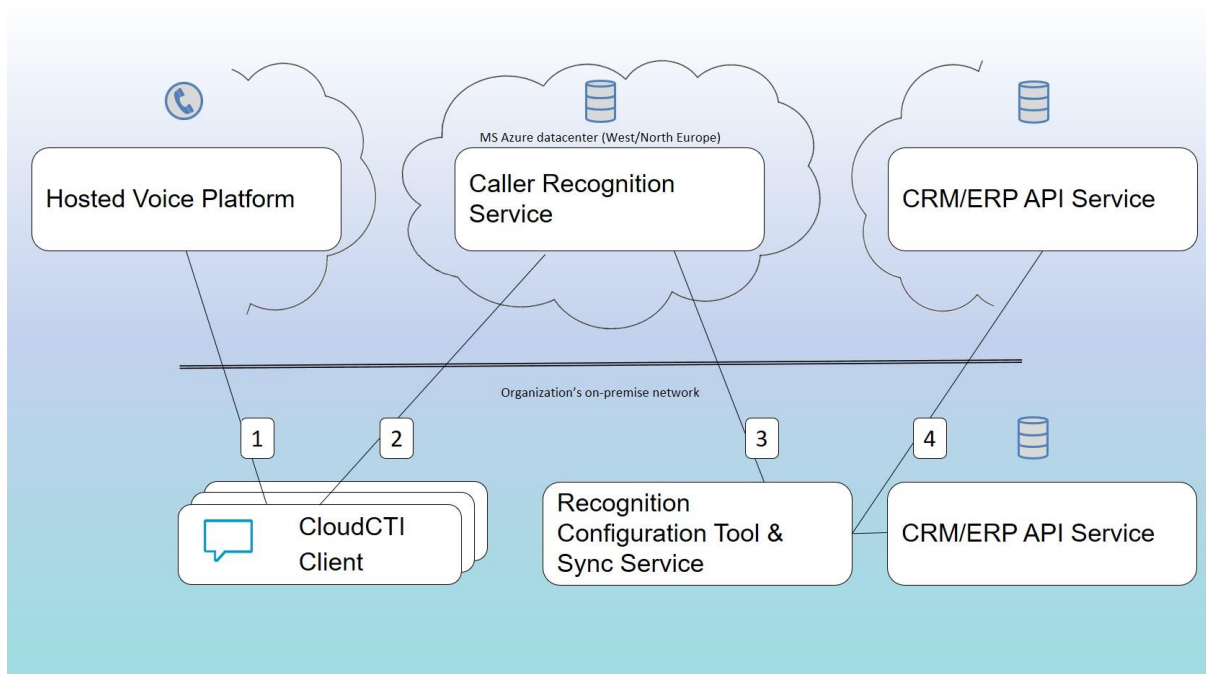 MS Azure datacenter (West/North Europe)
Hosted Voice Platform
Caller Recognition
Service
CRM/ERP API Service
Organization's on-premise network
1
2
3
4
CloudCTI
Client
Recognition
Configuration Tool &
Sync Service
CRM/ERP API Service